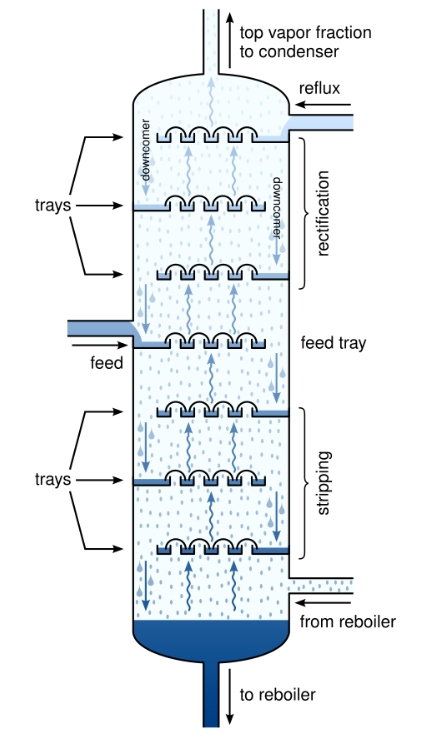 top vapor fraction
to condenser
reflux
downcomer
trays
downcomer
rectification
feed
feed tray
trays
stripping
from reboiler
to reboiler